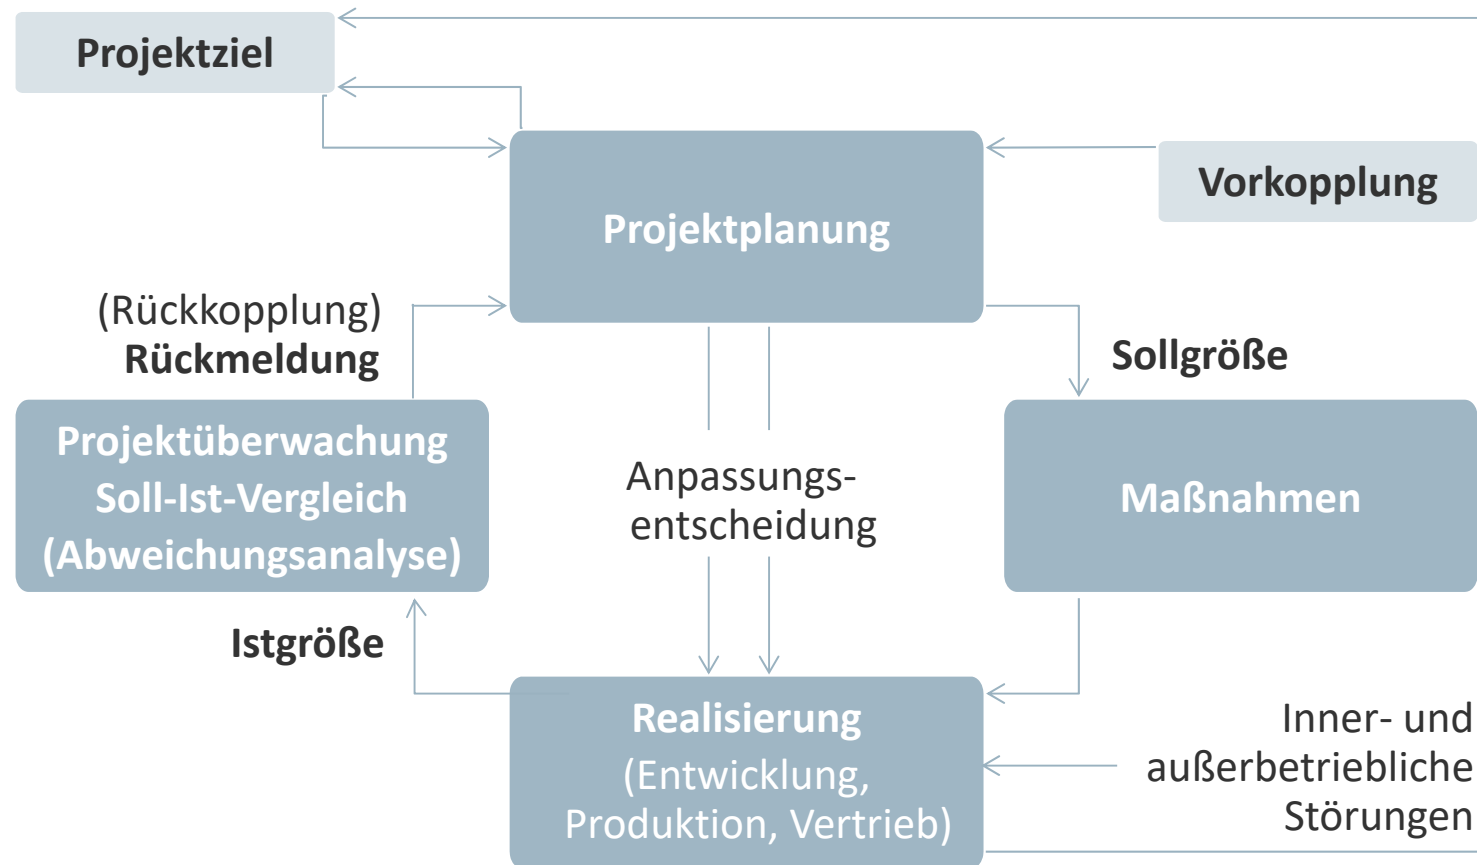 Projektziel
Vorkopplung
Projektplanung
(Rückkopplung)
Rückmeldung
Sollgröße
Projektüberwachung
Soll-Ist-Vergleich
(Abweichungsanalyse)
Anpassungs-
entscheidung
Maßnahmen
Istgröße
Realisierung
(Entwicklung,
Produktion, Vertrieb)
Inner- und
außerbetriebliche
Störungen